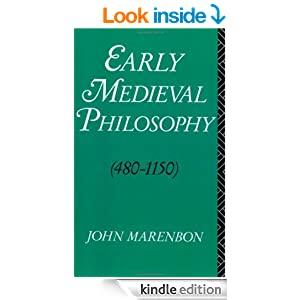 Look inside
EARLY
MEDIEVAL
PHILOSOPHY
(480-1150)
JOHN MARENBON
kindle edition